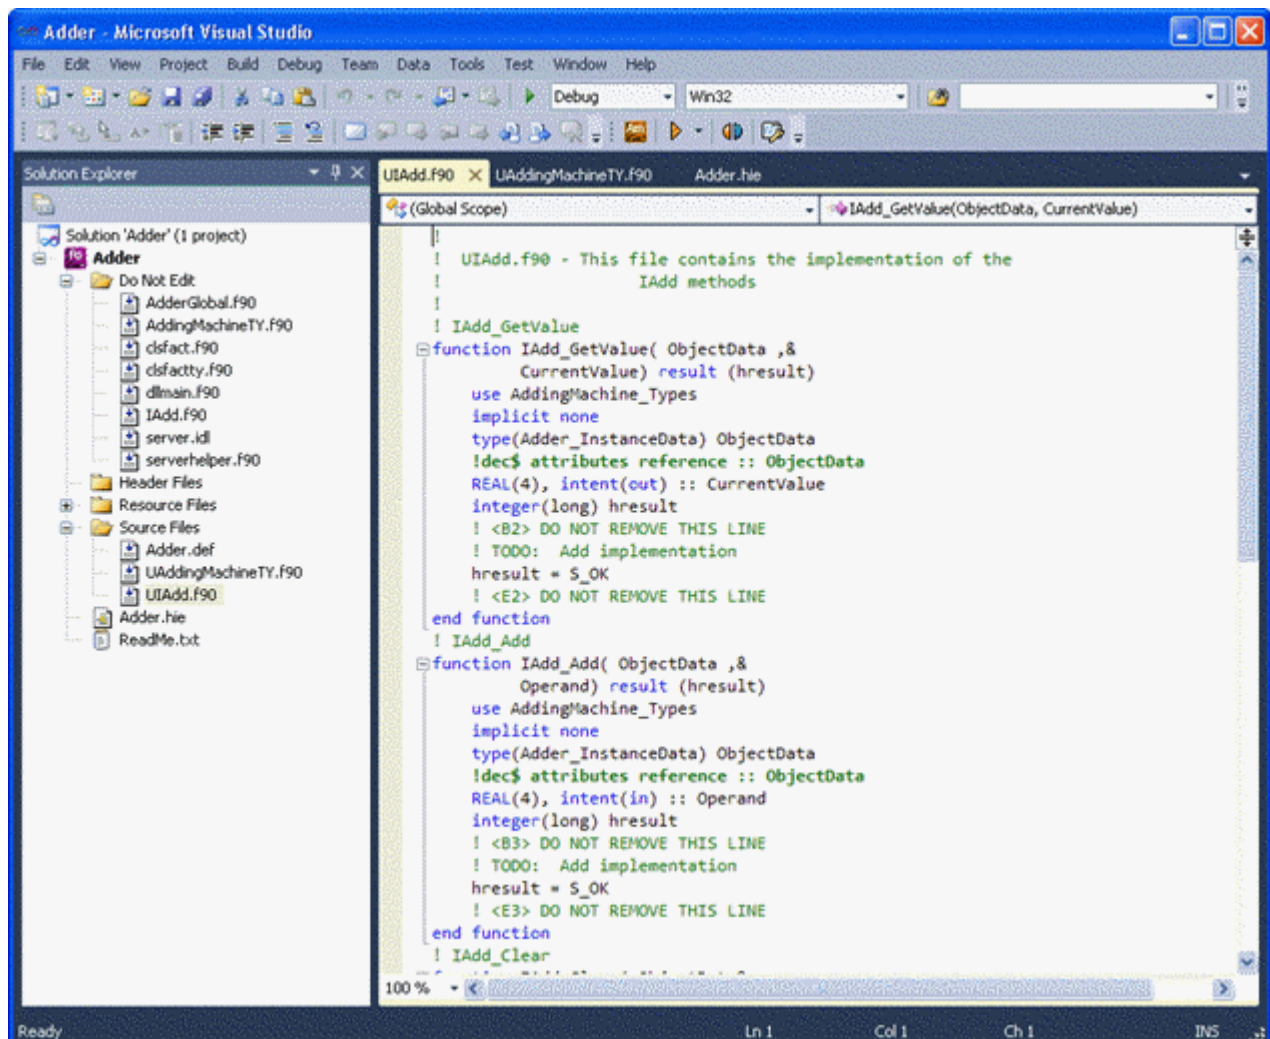 Adder - Microsoft Visual Studio
File Edit View Project Build Debug Team Data Tools Test Window Help
Debug Win32
Solution Explorer
Solution 'Adder' (1 project)
Adder
Do Not Edit
AdderGlobal.f90
AddingMachineTY.f90
clsfact.f90
clsfactty.f90
dllmain.f90
IAdd.f90
server.idl
serverhelper.f90
Header Files
Resource Files
Source Files
Adder.def
UAddingMachineTY.f90
UIAdd.f90
Adder.hie
ReadMe.txt
UIAdd.f90 UAddingMachineTY.f90 Adder.hie
(Global Scope) IAdd_GetValue(ObjectData, CurrentValue)
!
! UIAdd.f90 - This file contains the implementation of the
! IAdd methods
!
! IAdd_GetValue
function IAdd_GetValue( ObjectData ,&
CurrentValue) result (hresult)
use AddingMachine_Types
implicit none
type(Adder_InstanceData) ObjectData
!dec$ attributes reference :: ObjectData
REAL(4), intent(out) :: CurrentValue
integer(long) hresult
! <B2> DO NOT REMOVE THIS LINE
! TODO: Add implementation
hresult = S_OK
! <E2> DO NOT REMOVE THIS LINE
end function
! IAdd_Add
function IAdd_Add( ObjectData ,&
Operand) result (hresult)
use AddingMachine_Types
implicit none
type(Adder_InstanceData) ObjectData
!dec$ attributes reference :: ObjectData
REAL(4), intent(in) :: Operand
integer(long) hresult
! <B3> DO NOT REMOVE THIS LINE
! TODO: Add implementation
hresult = S_OK
! <E3> DO NOT REMOVE THIS LINE
end function
! IAdd_Clear
100 %
Ready Ln 1 Col 1 Ch 1 INS